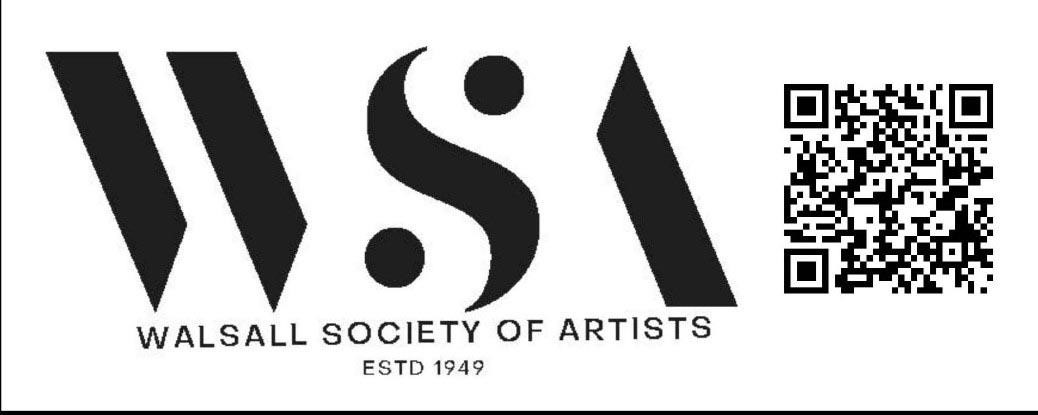 WSA
WALSALL SOCIETY OF ARTISTS
ESTD 1949